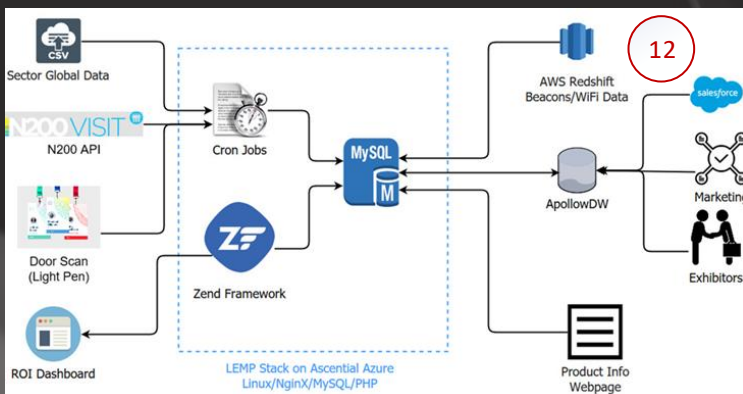 CSV
Sector Global Data
N200 VISIT
N200 API
Door Scan
(Light Pen)
ROI Dashboard
Cron Jobs
ZF
Zend Framework
MySQL
M
LEMP Stack on Ascential Azure
Linux/NginX/MySQL/PHP
AWS Redshift
Beacons/WiFi Data
12
ApollowDW
salesforce
Marketing
Exhibitors
Product Info
Webpage